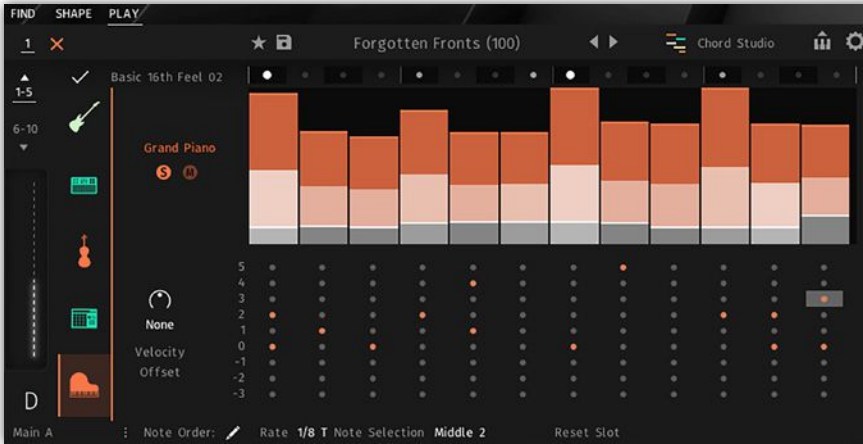 FIND SHAPE PLAY
1 Forgotten Fronts (100) Chord Studio
1-5 Basic 16th Feel 02
6-10
Grand Piano
S M
5
4
3
2
1
0
-1
-2
-3
None
Velocity
Offset
D
Main A Note Order: Rate 1/8 T Note Selection Middle 2 Reset Slot